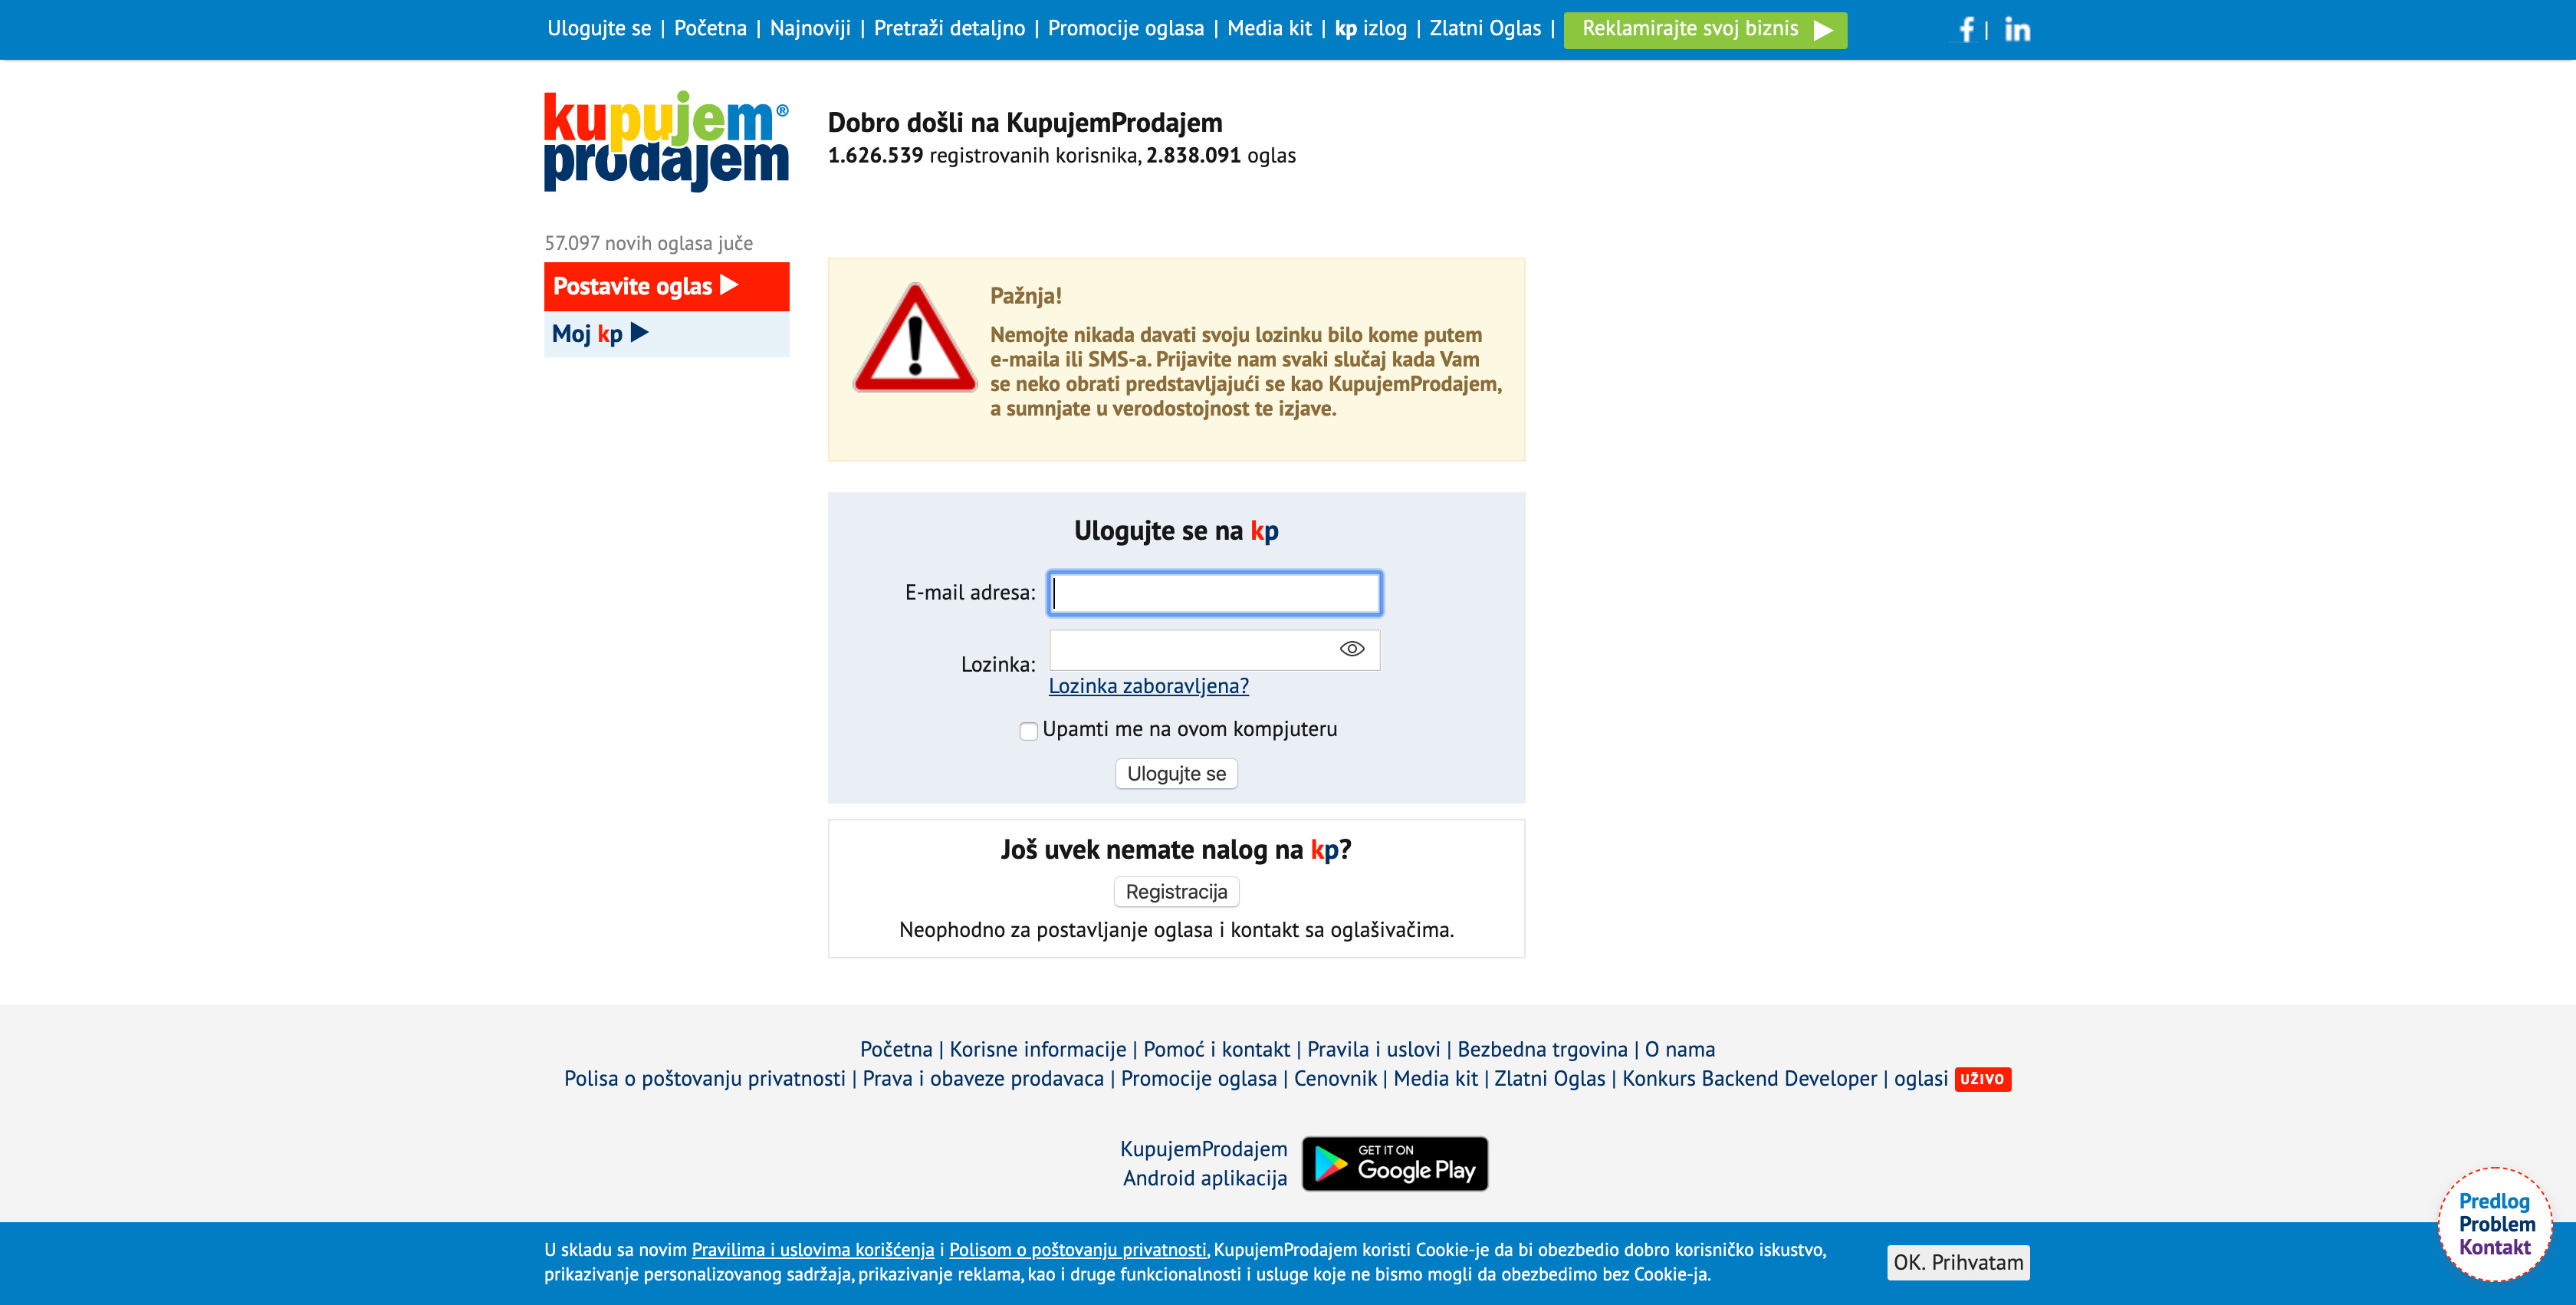 Ulogujte se | Početna | Najnoviji | Pretraži detaljno | Promocije oglasa | Media kit | kp izlog | Zlatni Oglas | Reklamirajte svoj biznis
f | in
kupujem®
prodajem
Dobro došli na KupujemProdajem
1.626.539 registrovanih korisnika, 2.838.091 oglas
57.097 novih oglasa juče
Postavite oglas
Moj kp
Pažnja!
Nemojte nikada davati svoju lozinku bilo kome putem
e-maila ili SMS-a. Prijavite nam svaki slučaj kada Vam
se neko obrati predstavljajući se kao KupujemProdajem,
a sumnjate u verodostojnost te izjave.
Ulogujte se na kp
E-mail adresa:
Lozinka:
Lozinka zaboravljena?
Upamti me na ovom kompjuteru
Ulogujte se
Još uvek nemate nalog na kp?
Registracija
Neophodno za postavljanje oglasa i kontakt sa oglašivačima.
Početna | Korisne informacije | Pomoć i kontakt | Pravila i uslovi | Bezbedna trgovina | O nama
Polisa o poštovanju privatnosti | Prava i obaveze prodavaca | Promocije oglasa | Cenovnik | Media kit | Zlatni Oglas | Konkurs Backend Developer | oglasi UŽIVO
KupujemProdajem
Android aplikacija
GET IT ON
Google Play
Predlog
Problem
Kontakt
U skladu sa novim Pravilima i uslovima korišćenja i Polisom o poštovanju privatnosti, KupujemProdajem koristi Cookie-je da bi obezbedio dobro korisničko iskustvo,
prikazivanje personalizovanog sadržaja, prikazivanje reklama, kao i druge funkcionalnosti i usluge koje ne bismo mogli da obezbedimo bez Cookie-ja.
OK. Prihvatam